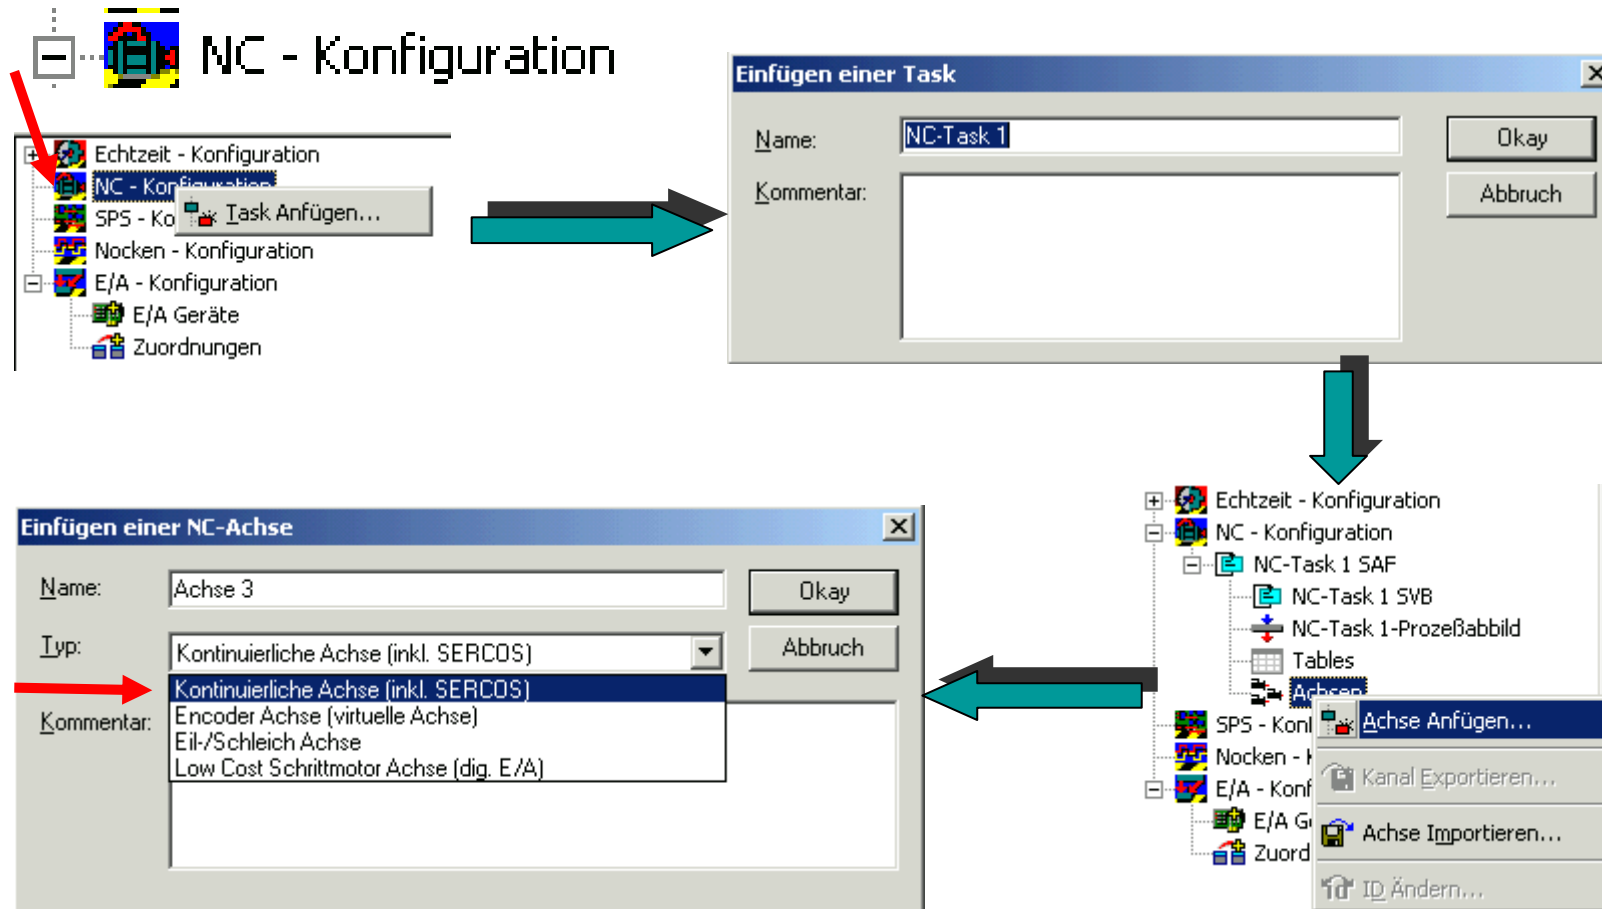 NC - Konfiguration
Echtzeit - Konfiguration
NC - Konfiguration
Task Anfügen...
SPS - Ko
Nocken - Konfiguration
E/A - Konfiguration
E/A Geräte
Zuordnungen
Einfügen einer Task
Name:
NC-Task 1
Okay
Kommentar:
Abbruch
Echtzeit - Konfiguration
NC - Konfiguration
NC-Task 1 SAF
NC-Task 1 SVB
NC-Task 1-Prozeßabbild
Tables
Achsen
SPS - Konf
Achse Anfügen...
Nocken -
Kanal Exportieren...
E/A - Konf
E/A G
Achse Importieren...
Zuord
ID Ändern...
Einfügen einer NC-Achse
Name:
Achse 3
Okay
Typ:
Kontinuierliche Achse (inkl. SERCOS)
Abbruch
Kontinuierliche Achse (inkl. SERCOS)
Kommentar:
Encoder Achse (virtuelle Achse)
Eil-/Schleich Achse
Low Cost Schrittmotor Achse (dig. E/A)